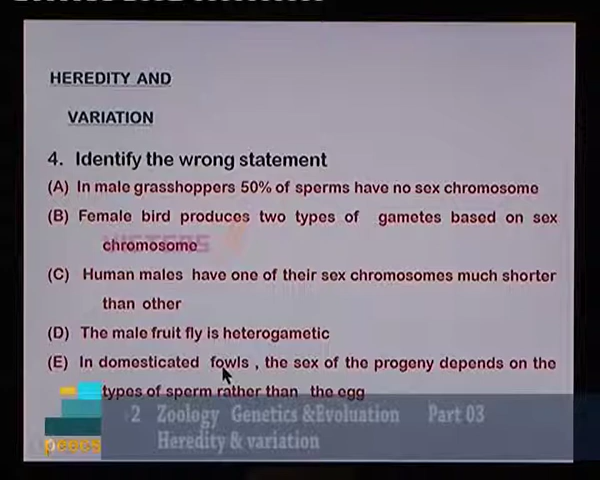 HEREDITY AND
VARIATION
4. Identify the wrong statement
(A) In male grasshoppers 50% of sperms have no sex chromosome
(B) Female bird produces two types of gametes based on sex
chromosome
(C) Human males have one of their sex chromosomes much shorter
than other
(D) The male fruit fly is heterogametic
(E) In domesticated fowls , the sex of the progeny depends on the
types of sperm rather than the egg
2 Zoology Genetics &Evaluation Part 03
Heredity & variation
peecs